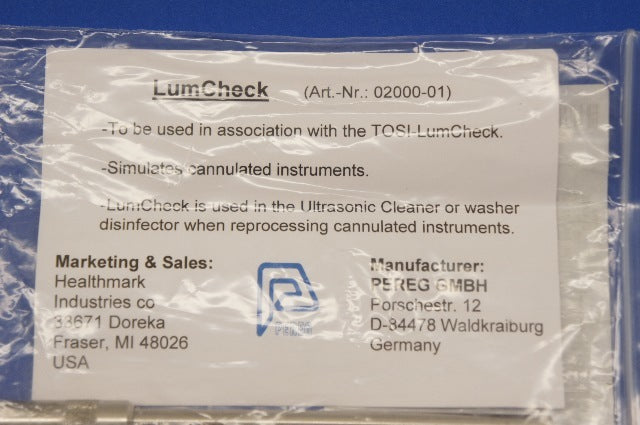 LumCheck (Art.-Nr.: 02000-01)
-To be used in association with the TOSI-LumCheck.
-Simulates cannulated instruments.
-LumCheck is used in the Ultrasonic Cleaner or washer
disinfector when reprocessing cannulated instruments.
Marketing & Sales:
Healthmark
Industries co
33671 Doreka
Fraser, MI 48026
USA
PEREG
Manufacturer:
PEREG GMBH
Forschestr. 12
D-84478 Waldkraiburg
Germany